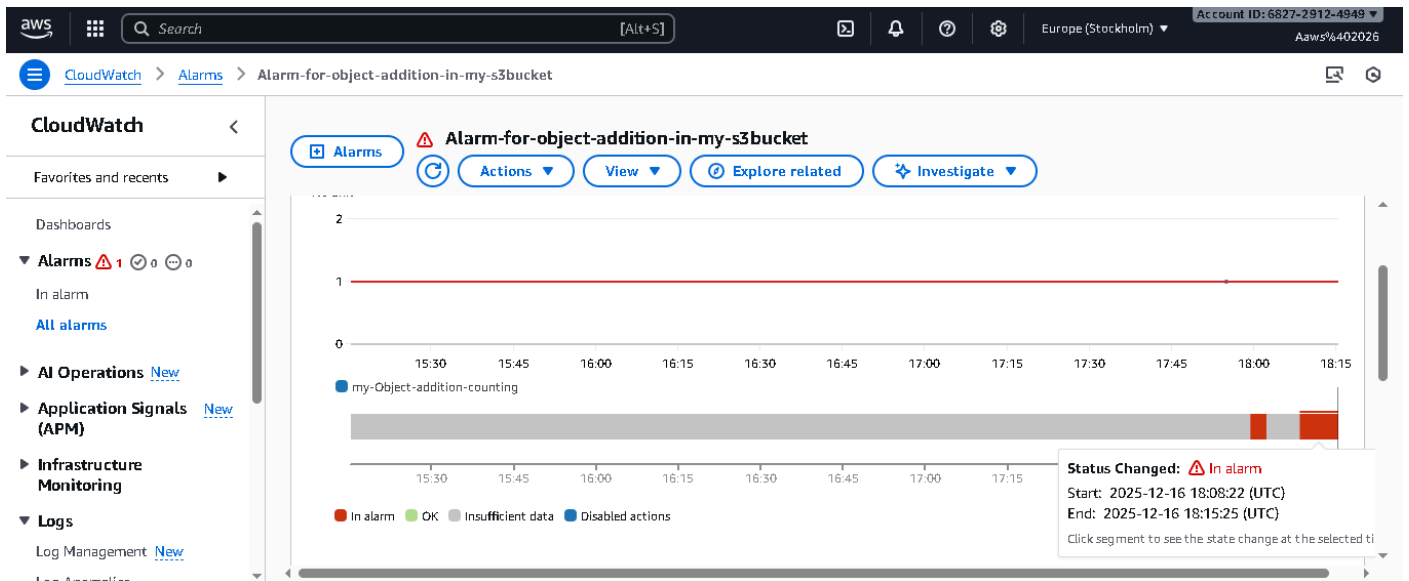 aws
Search [Alt+S]
Europe (Stockholm)
Account ID: 6827-2912-4949
Aaws%402026
CloudWatch
Alarms
Alarm-for-object-addition-in-my-s3bucket
CloudWatch
Favorites and recents
Dashboards
Alarms 1 0 0
In alarm
All alarms
AI Operations New
Application Signals New
(APM)
Infrastructure
Monitoring
Logs
Log Management New
Log Anomalies
Alarms
Alarm-for-object-addition-in-my-s3bucket
Actions
View
Explore related
Investigate
2
1
0
15:30 15:45 16:00 16:15 16:30 16:45 17:00 17:15 17:30 17:45 18:00 18:15
my-Object-addition-counting
15:30 15:45 16:00 16:15 16:30 16:45 17:00 17:15
In alarm OK Insufficient data Disabled actions
Status Changed: In alarm
Start: 2025-12-16 18:08:22 (UTC)
End: 2025-12-16 18:15:25 (UTC)
Click segment to see the state change at the selected ti